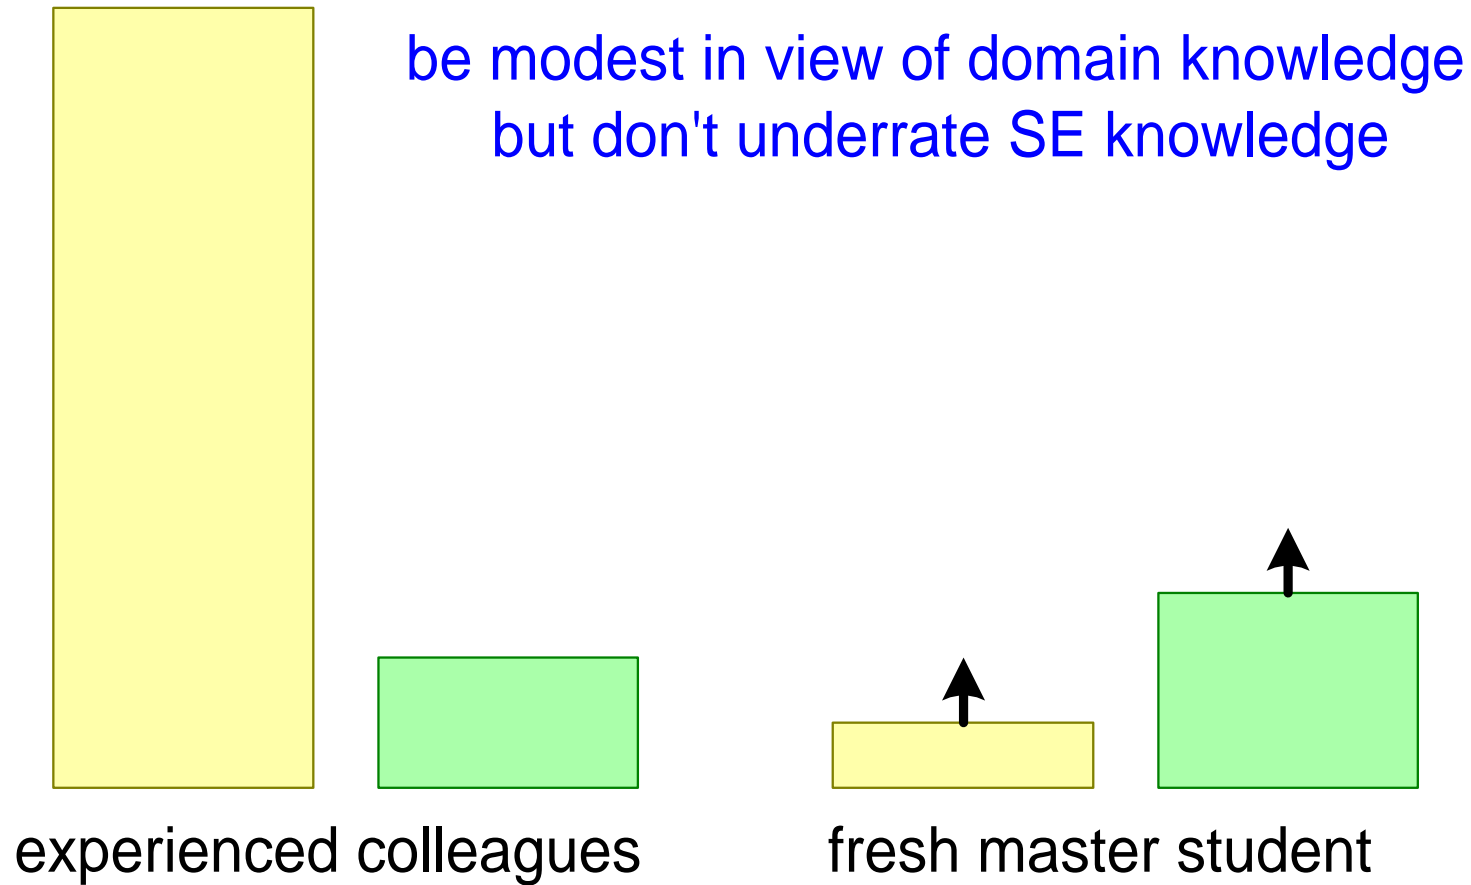 be modest in view of domain knowledge
but don't underrate SE knowledge
experienced colleagues
fresh master student